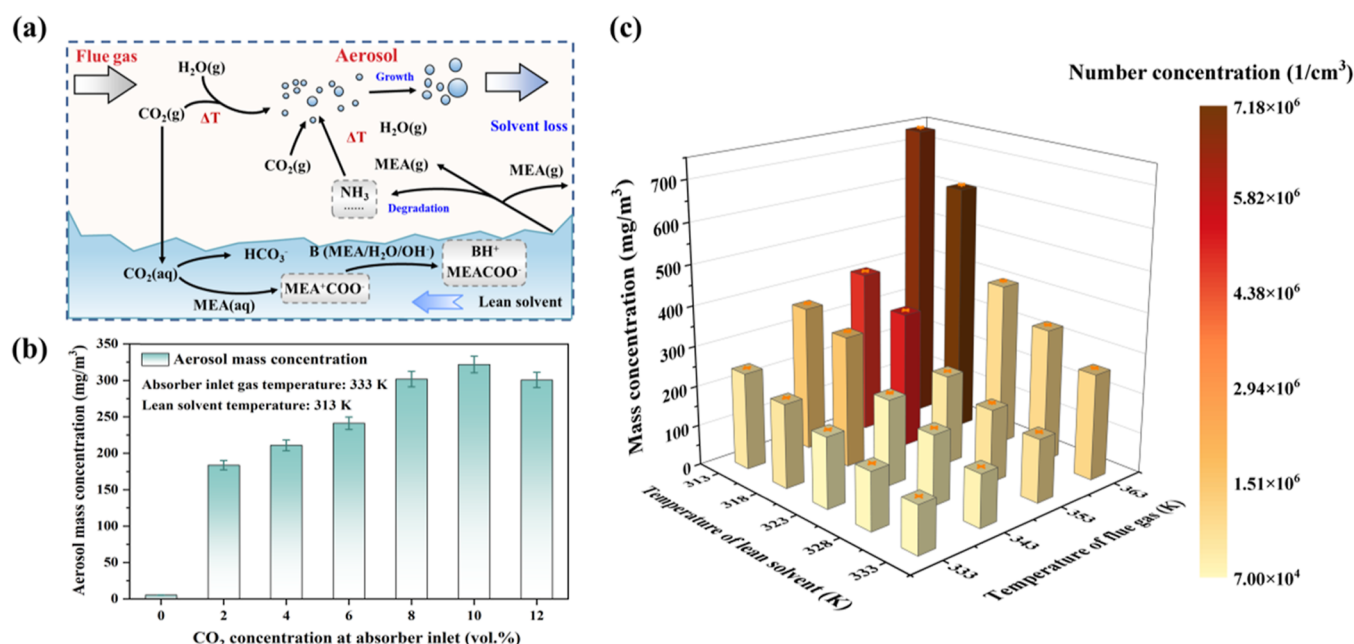 (a)
Flue gas
Aerosol
H₂O(g)
Growth
CO₂(g)
ΔT
Solvent loss
ΔT
H₂O(g)
CO₂(g)
MEA(g)
MEA(g)
NH₃
......
Degradation
HCO₃⁻
B (MEA/H₂O/OH⁻)
BH⁺
MEACOO⁻
CO₂(aq)
MEA⁺COO⁻
MEA(aq)
Lean solvent
(b)
Aerosol mass concentration (mg/m³)
350
300
250
200
150
100
50
0
Aerosol mass concentration
Absorber inlet gas temperature: 333 K
Lean solvent temperature: 313 K
0 2 4 6 8 10 12
CO₂ concentration at absorber inlet (vol.%)
(c)
Number concentration (1/cm³)
7.18×10⁶
5.82×10⁶
4.38×10⁶
2.94×10⁶
1.51×10⁶
7.00×10⁴
Mass concentration (mg/m³)
700
600
500
400
300
200
100
0
313
318
323
328
333
Temperature of lean solvent (K)
333
343
353
363
Temperature of flue gas (K)